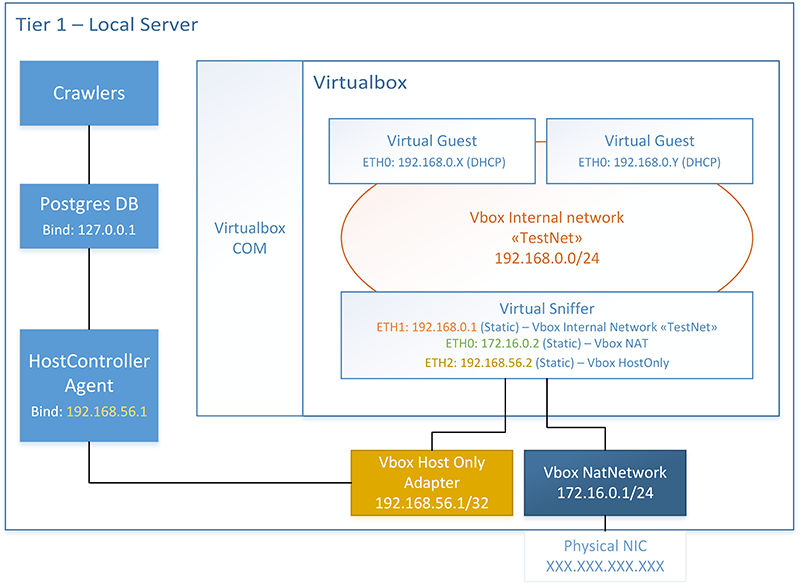 Tier 1 – Local Server
Crawlers
Postgres DB
Bind: 127.0.0.1
HostController
Agent
Bind: 192.168.56.1
Virtualbox
COM
Virtualbox
Virtual Guest
ETH0: 192.168.0.X (DHCP)
Virtual Guest
ETH0: 192.168.0.Y (DHCP)
Vbox Internal network
«TestNet»
192.168.0.0/24
Virtual Sniffer
ETH1: 192.168.0.1 (Static) – Vbox Internal Network «TestNet»
ETH0: 172.16.0.2 (Static) – Vbox NAT
ETH2: 192.168.56.2 (Static) – Vbox HostOnly
Vbox Host Only
Adapter
192.168.56.1/32
Vbox NatNetwork
172.16.0.1/24
Physical NIC
XXX.XXX.XXX.XXX